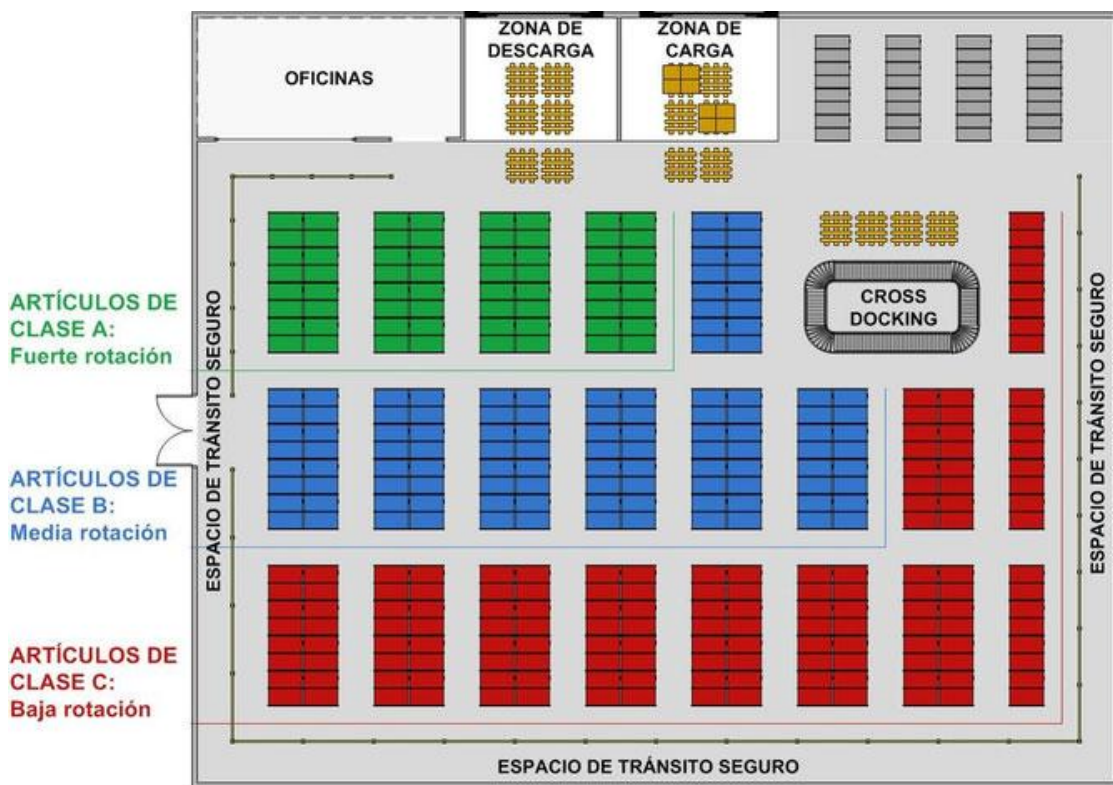 ZONA DE
DESCARGA
ZONA DE
CARGA
OFICINAS
ARTÍCULOS DE
CLASE A:
Fuerte rotación
ESPACIO DE TRÁNSITO SEGURO
CROSS
DOCKING
ESPACIO DE TRÁNSITO SEGURO
ARTÍCULOS DE
CLASE B:
Media rotación
ARTÍCULOS DE
CLASE C:
Baja rotación
ESPACIO DE TRÁNSITO SEGURO